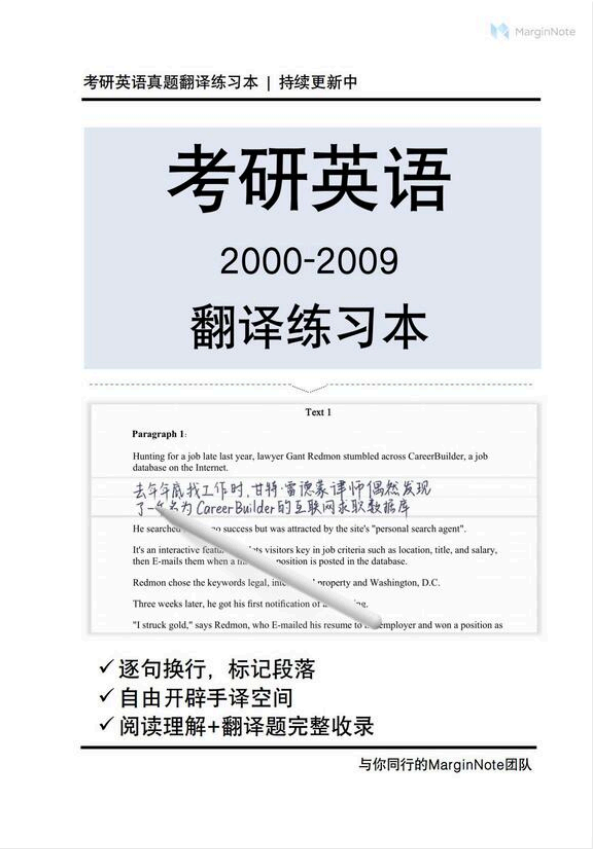 MarginNote
考研英语真题翻译练习本 | 持续更新中
考研英语
2000-2009
翻译练习本
Text 1
Paragraph 1:
Hunting for a job late last year, lawyer Gant Redmon stumbled across CareerBuilder, a job
database on the Internet.
去年年底找工作时,甘特·雷德蒙律师偶然发现
了一名为CareerBuilder的互联网求职数据库
He searched no success but was attracted by the site's "personal search agent".
It's an interactive lets visitors key in job criteria such as location, title, and salary,
then E-mails them when a position is posted in the database.
Redmon chose the keywords legal, property and Washington, D.C.
Three weeks later, he got his first notification of
"I struck gold," says Redmon, who E-mailed his resume to employer and won a position as
✓逐句换行，标记段落
✓自由开辟手译空间
✓阅读理解+翻译题完整收录
与你同行的MarginNote团队